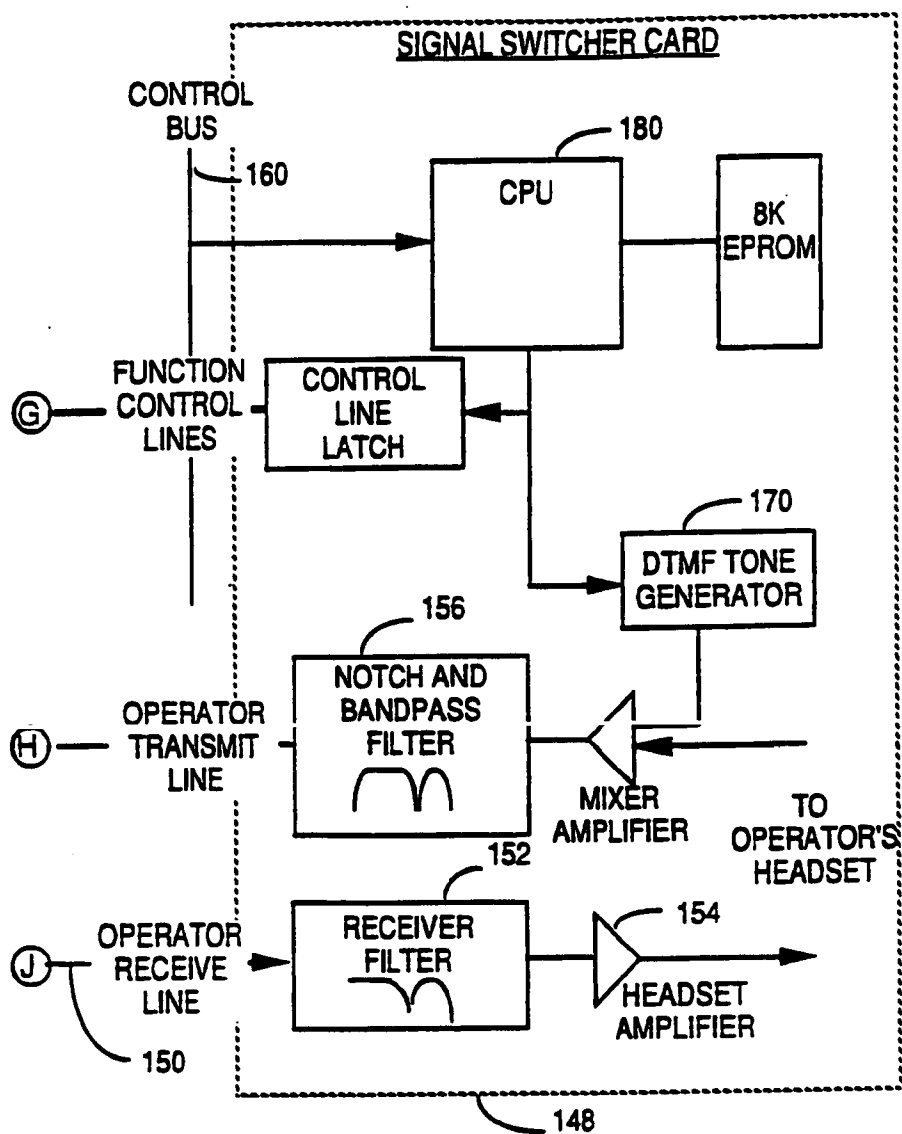 SIGNAL SWITCHER CARD
CONTROL
BUS
160
180
CPU
8K
EPROM
FUNCTION
CONTROL
LINES
G
CONTROL
LINE
LATCH
170
DTMF TONE
GENERATOR
156
NOTCH AND
BANDPASS
FILTER
OPERATOR
TRANSMIT
LINE
H
MIXER
AMPLIFIER
TO
OPERATOR'S
HEADSET
152
RECEIVER
FILTER
154
HEADSET
AMPLIFIER
OPERATOR
RECEIVE
LINE
J
150
148